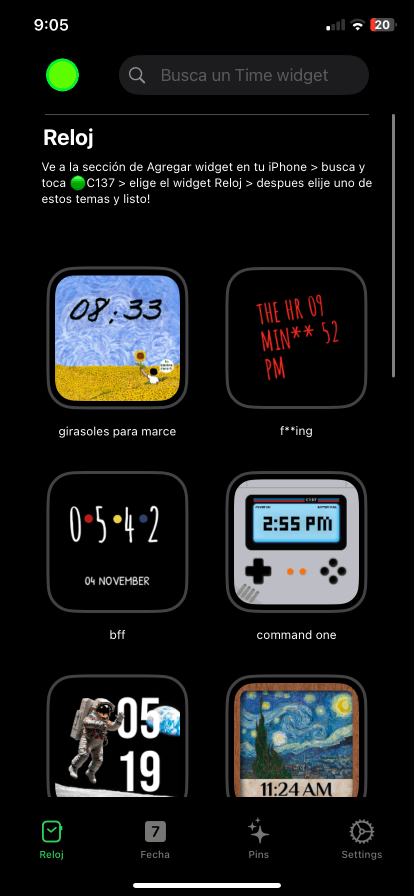 9:05
20
Busca un Time widget
Reloj
Ve a la sección de Agregar widget en tu iPhone > busca y
toca C137 > elige el widget Reloj > despues elije uno de
estos temas y listo!
08:33
girasoles para marce
THE HR 09
MIN** 52
PM
f**ing
0•5•4•2
04 NOVEMBER
bff
2:55 PM
command one
05
19
11:24 AM
Reloj
7
Fecha
Pins
Settings